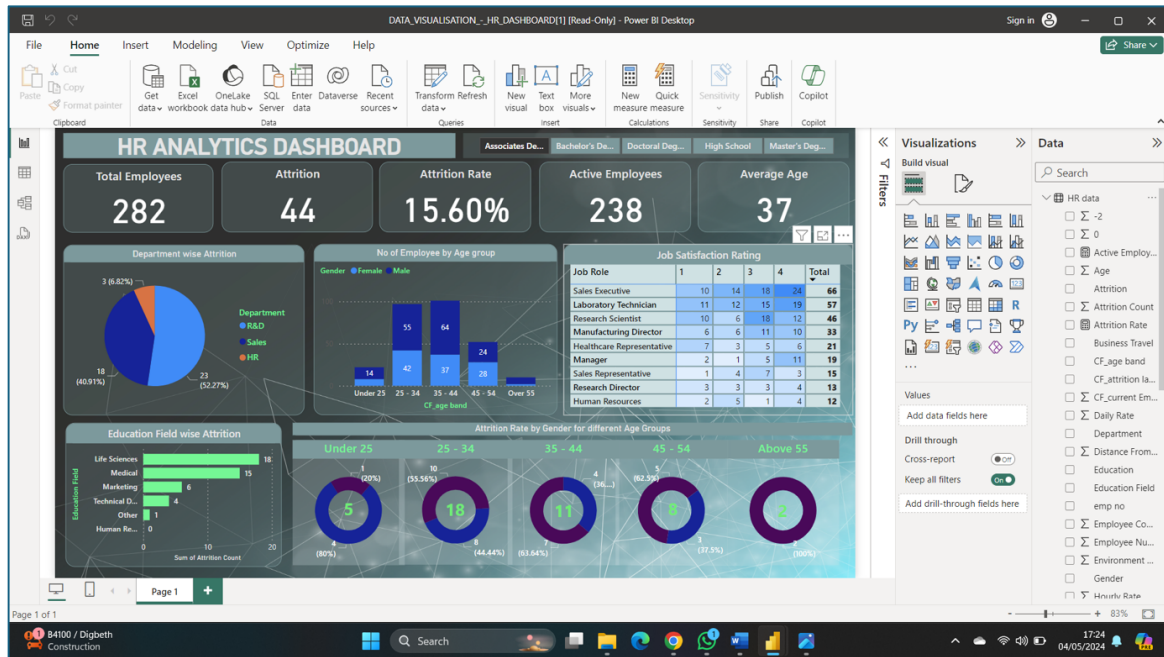 DATA_VISUALISATION_-_HR_DASHBOARD[1] [Read-Only] - Power BI Desktop
Sign in
File Home Insert Modeling View Optimize Help
Share
Paste
Cut
Copy
Format painter
Clipboard
Get data
Excel workbook
OneLake data hub
SQL Server
Enter data
Dataverse
Recent sources
Data
Transform data
Refresh
Queries
New visual
Text box
More visuals
Insert
New measure
Quick measure
Calculations
Sensitivity
Sensitivity
Publish
Share
Copilot
Copilot
HR ANALYTICS DASHBOARD
Associates De... Bachelor's De... Doctoral Deg... High School Master's Deg...
Total Employees
282
Attrition
44
Attrition Rate
15.60%
Active Employees
238
Average Age
37
Department wise Attrition
3 (6.82%)
18
(40.91%)
23
(52.27%)
Department
R&D
Sales
HR
No of Employee by Age group
Gender Female Male
14
55
42
64
37
24
28
Under 25 25 - 34 35 - 44 45 - 54 Over 55
CF_age band
Job Satisfaction Rating
Job Role 1 2 3 4 Total
Sales Executive 10 14 18 24 66
Laboratory Technician 11 12 15 19 57
Research Scientist 10 6 18 12 46
Manufacturing Director 6 6 11 10 33
Healthcare Representative 7 3 5 6 21
Manager 2 1 5 11 19
Sales Representative 1 4 7 3 15
Research Director 3 3 3 4 13
Human Resources 2 5 1 4 12
Education Field wise Attrition
Education Field
Life Sciences 18
Medical 15
Marketing 6
Technical D... 4
Other 1
Human Re... 0
0 10 20
Sum of Attrition Count
Attrition Rate by Gender for different Age Groups
Under 25 25 - 34 35 - 44 45 - 54 Above 55
1
(20%)
5
4
(80%)
10
(55.56%)
18
8
(44.44%)
4
(36....)
11
7
(63.64%)
5
(62.5%)
8
3
(37.5%)
2
2
(100%)
Filters
Visualizations
Build visual
Values
Add data fields here
Drill through
Cross-report Off
Keep all filters On
Add drill-through fields here
Data
Search
HR data
-2
0
Active Employ...
Age
Attrition
Attrition Count
Attrition Rate
Business Travel
CF_age band
CF_attrition la...
CF_current Em...
Daily Rate
Department
Distance From...
Education
Education Field
emp no
Employee Co...
Employee Nu...
Environment ...
Gender
Hourly Rate
Page 1
Page 1 of 1
83%
B4100 / Digbeth
Construction
Search
17:24
04/05/2024